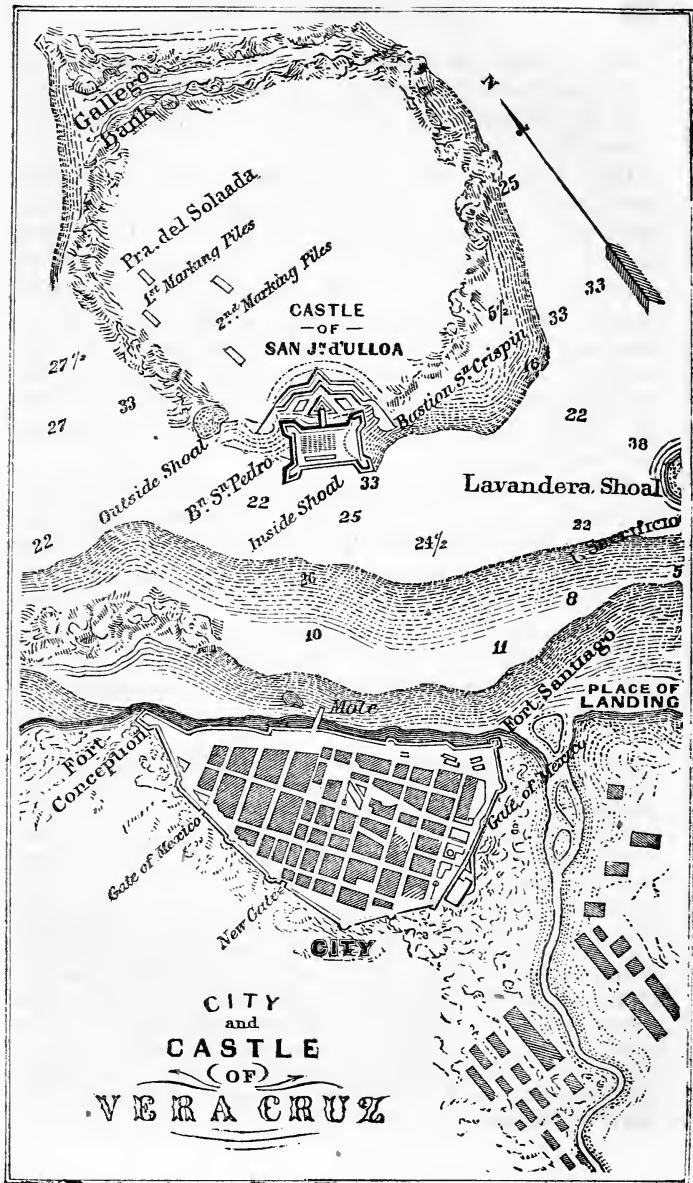 Gallego
Bank
N
25
Pra. del Solaada
1st Marking Piles
2nd Marking Piles
CASTLE
— OF —
SAN Jn. d'ULLOA
33
5½
33
Bastion Sn. Crispin
16
27½
27
33
22
38
Outside Shoal
Bn. Sn. Pedro
22
Inside Shoal
33
25
Lavandera Shoal
24½
22
I. Sacrificio
22
26
5
8
10
11
Mole
Fort Santiago
PLACE OF
LANDING
Fort
Conception
Gate of Mexico
Gate of Mexico
New Gate
CITY
CITY
and
CASTLE
(OF)
VERA CRUZ